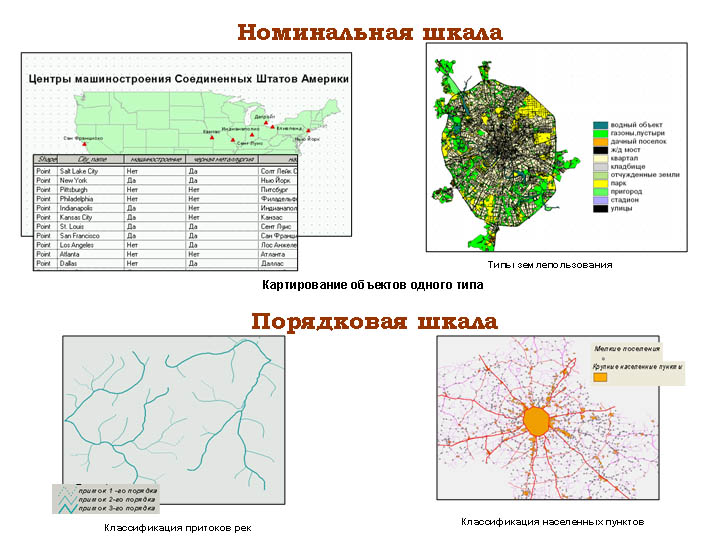 Номинальная шкала
Центры машиностроения Соединенных Штатов Америки
Детройт
Индианаполис
Кливленд
Канзас
Нью Йорк
Сан Франциско
Сент Луис
Shape City_name машиностроение черная металлургия на
Point Salt Lake City Нет Да Солт Лейк С
Point New York Да Да Нью Йорк
Point Pittsburgh Нет Нет Питсбург
Point Philadelphia Нет Нет Филадельф
Point Indianapolis Да Нет Индианапол
Point Kansas City Да Нет Канзас
Point St. Louis Да Нет Сент Луис
Point San Francisco Да Да Сан Франци
Point Los Angeles Нет Да Лос Анжеле
Point Atlanta Нет Нет Атланта
Point Dallas Нет Да Даллас
водный объект
газоны,пустыри
дачный поселок
ж/д мост
квартал
кладбище
отчужденные земли
парк
пригород
стадион
улицы
Типы землепользования
Картирование объектов одного типа
Порядковая шкала
приток 1-го порядка
приток 2-го порядка
приток 3-го порядка
Классификация притоков рек
Мелкие поселения
Крупные населенные пункты
Классификация населенных пунктов